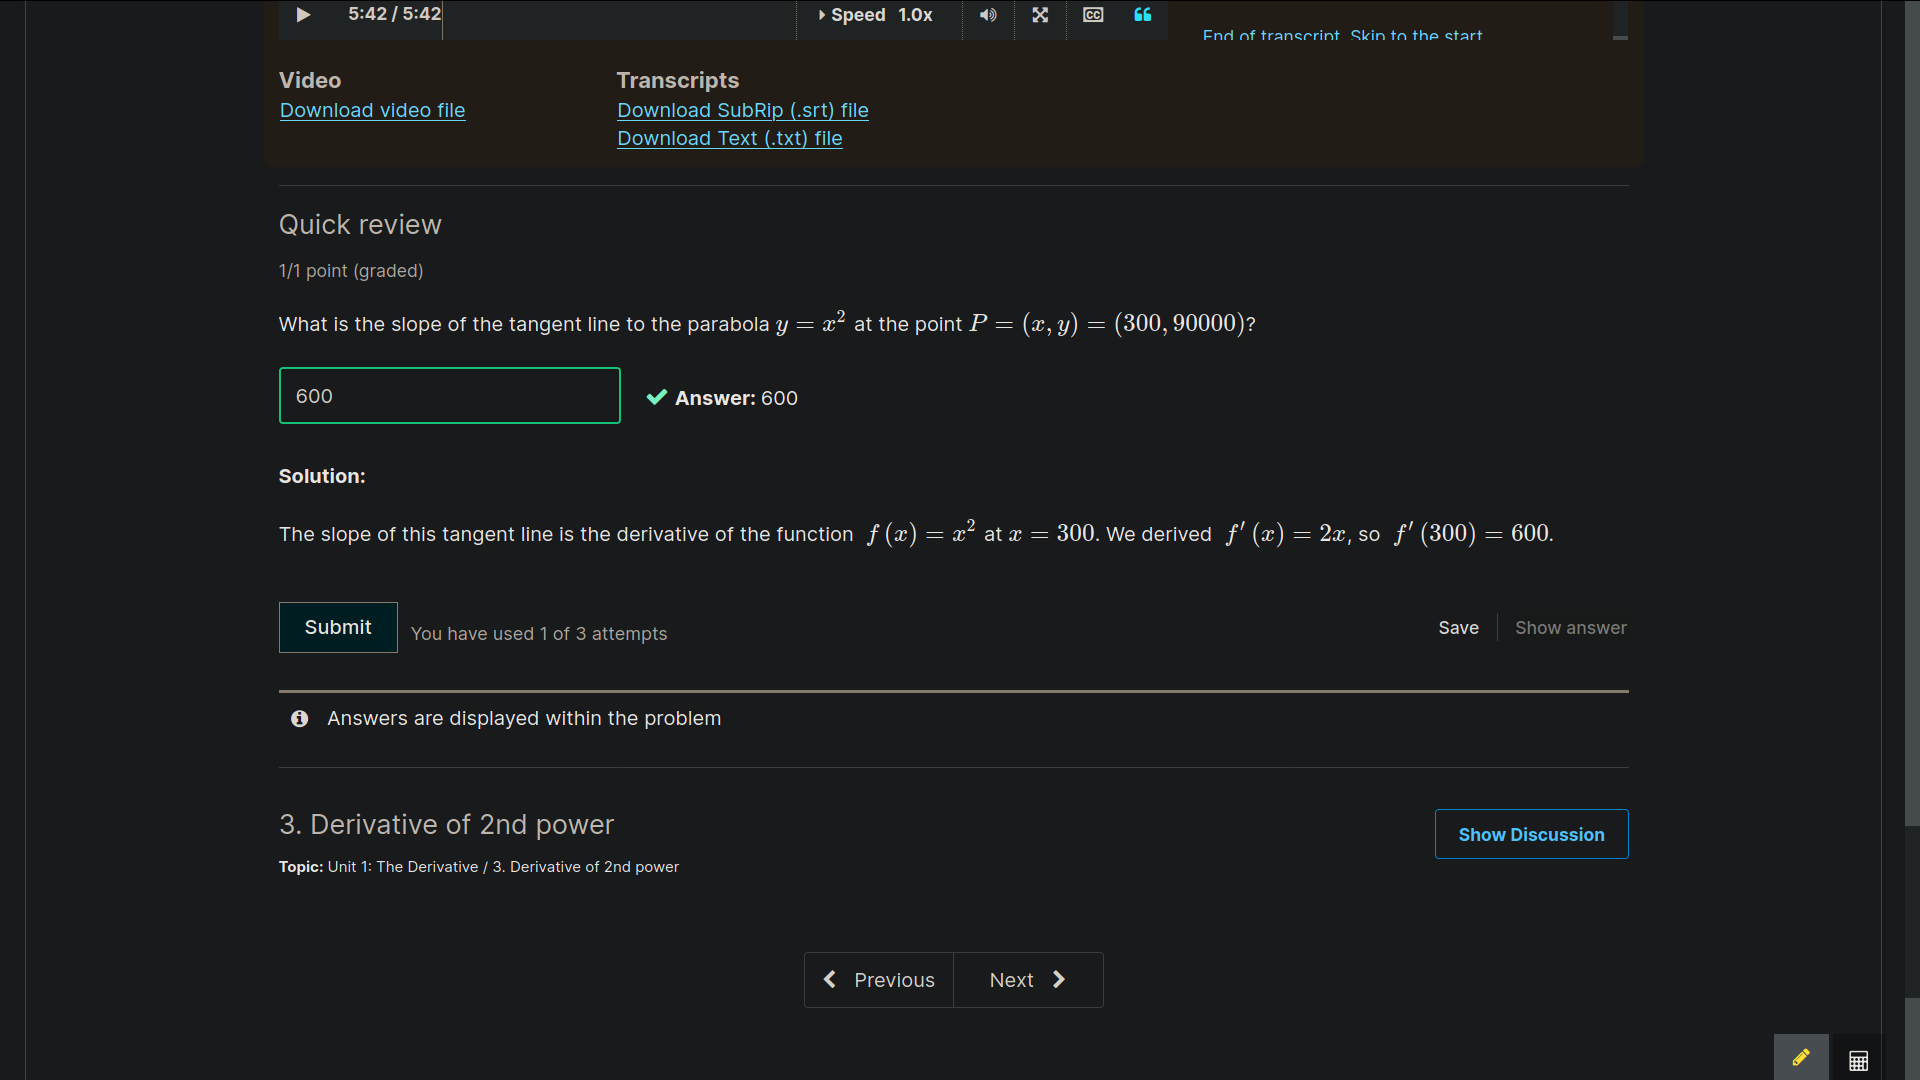 5:42 / 5:42
Speed 1.0x
CC
End of transcript. Skip to the start.
Video
Download video file
Transcripts
Download SubRip (.srt) file
Download Text (.txt) file
Quick review
1/1 point (graded)
What is the slope of the tangent line to the parabola y = x² at the point P = (x, y) = (300, 90000)?
600
Answer: 600
Solution:
The slope of this tangent line is the derivative of the function f (x) = x² at x = 300. We derived f′ (x) = 2x, so f′ (300) = 600.
Submit
You have used 1 of 3 attempts
Save
Show answer
Answers are displayed within the problem
3. Derivative of 2nd power
Show Discussion
Topic: Unit 1: The Derivative / 3. Derivative of 2nd power
Previous
Next